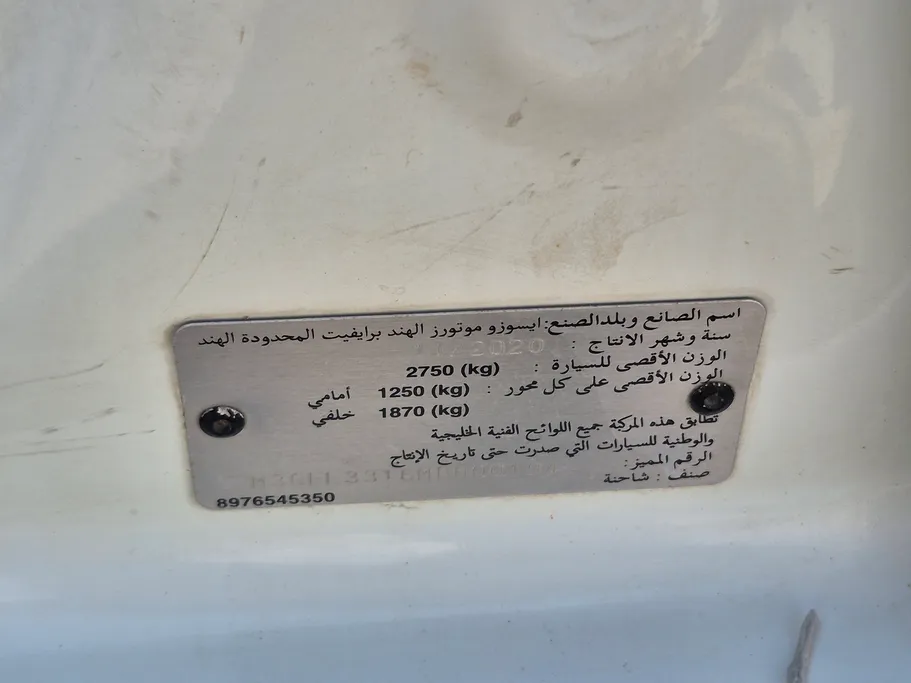 اسم الصانع وبلدالصنع: ايسوزو موتورز الهند برايفيت المحدودة الهند
سنة وشهر الانتاج : 2020
الوزن الأقصى للسيارة : 2750 (kg)
الوزن الأقصى على كل محور : 1250 (kg) أمامي
1870 (kg) خلفي
تطابق هذه المركبة جميع اللوائح الفنية الخليجية
والوطنية للسيارات التي صدرت حتى تاريخ الإنتاج
الرقم المميز:
صنف : شاحنة
8976545350